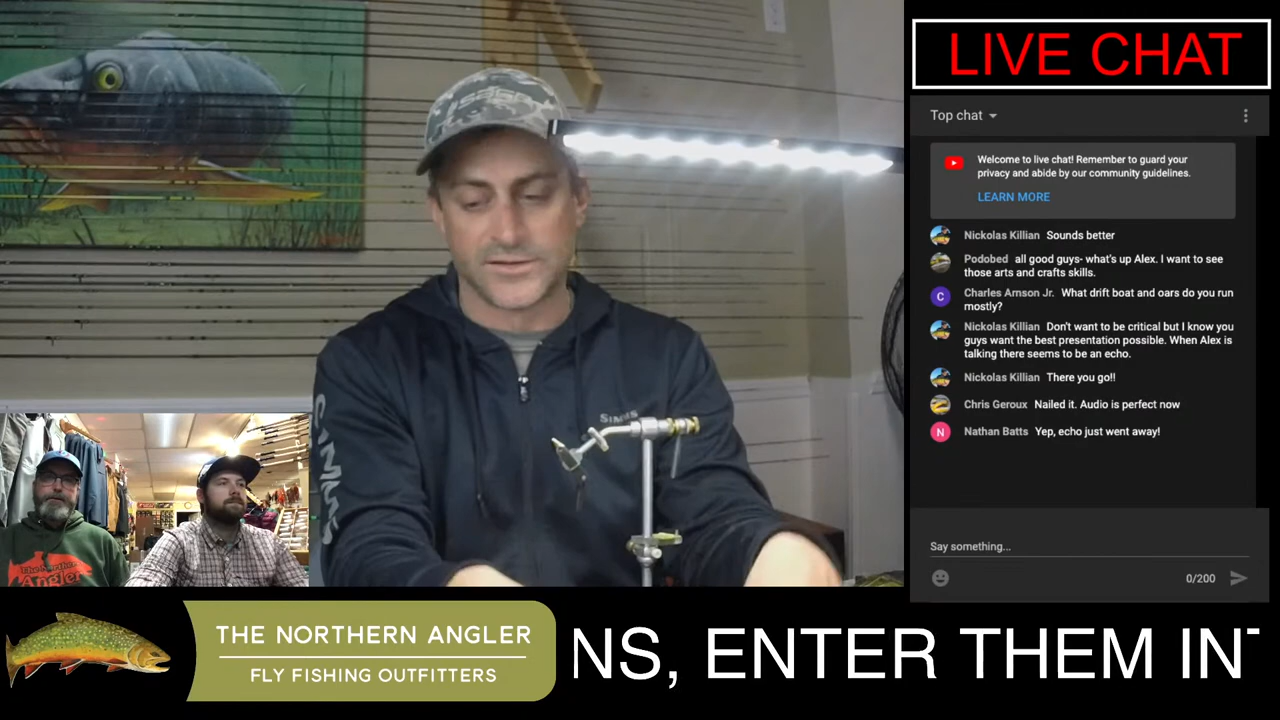 LIVE CHAT
Top chat
Welcome to live chat! Remember to guard your
privacy and abide by our community guidelines.
LEARN MORE
Nickolas Killian Sounds better
Podobed all good guys- what's up Alex. I want to see
those arts and crafts skills.
C Charles Arnson Jr. What drift boat and oars do you run
mostly?
Nickolas Killian Don't want to be critical but I know you
guys want the best presentation possible. When Alex is
talking there seems to be an echo.
Nickolas Killian There you go!!
Chris Geroux Nailed it. Audio is perfect now
N Nathan Batts Yep, echo just went away!
Say something...
0/200
SIMMS
SIMMS
The Northern
Angler
THE NORTHERN ANGLER
FLY FISHING OUTFITTERS
NS, ENTER THEM IN